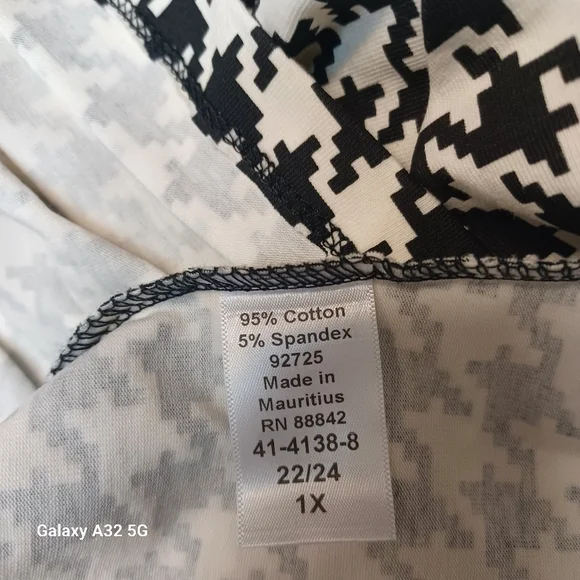 95% Cotton
5% Spandex
92725
Made in
Mauritius
RN 88842
41-4138-8
22/24
1X
Galaxy A32 5G